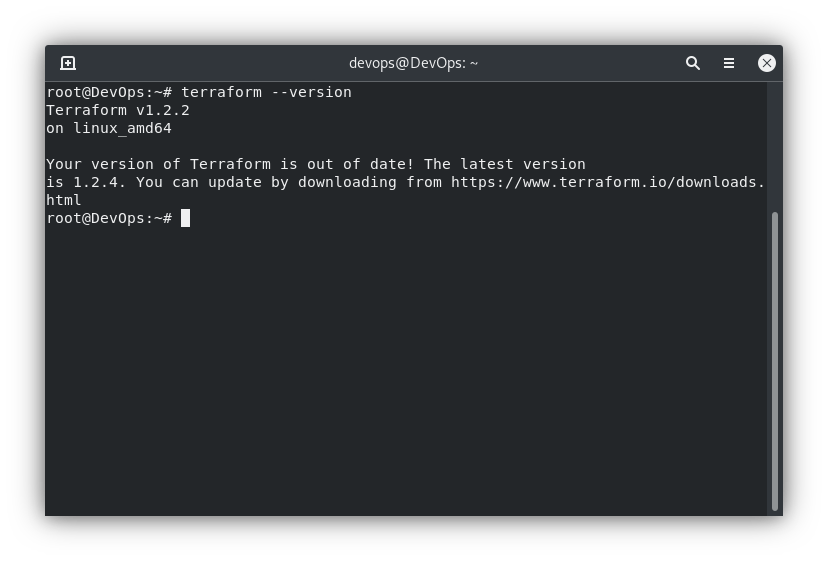 devops@DevOps: ~
root@DevOps:~# terraform --version
Terraform v1.2.2
on linux_amd64
Your version of Terraform is out of date! The latest version
is 1.2.4. You can update by downloading from https://www.terraform.io/downloads.
html
root@DevOps:~#